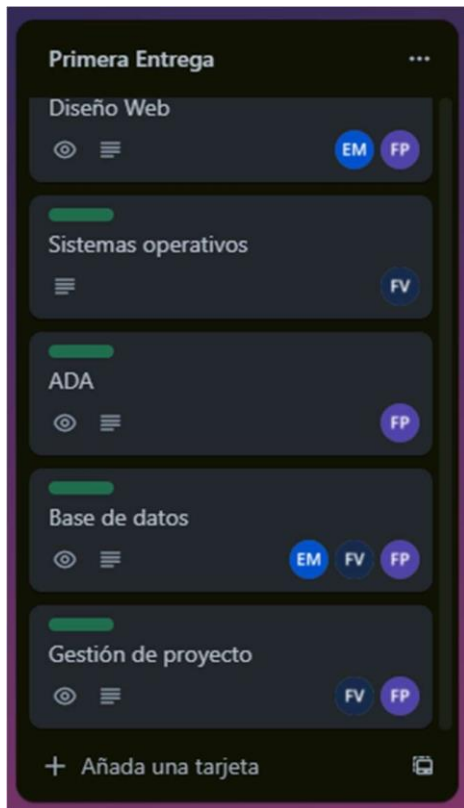 Primera Entrega
Diseño Web
EM FP
Sistemas operativos
FV
ADA
FP
Base de datos
EM FV FP
Gestión de proyecto
FV FP
+ Añada una tarjeta